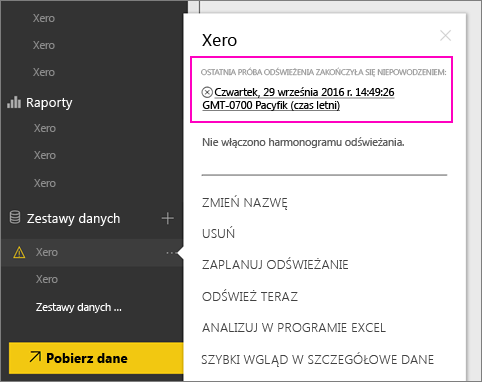 Xero
Xero
Xero
Raporty
Xero
Xero
Xero
Zestawy danych
Xero
Xero
Zestawy danych ...
Pobierz dane
Xero
OSTATNIA PRÓBA ODŚWIEŻENIA ZAKOŃCZYŁA SIĘ NIEPOWODZENIEM:
Czwartek, 29 września 2016 r. 14:49:26
GMT-0700 Pacyfik (czas letni)
Nie włączono harmonogramu odświeżania.
ZMIEŃ NAZWĘ
USUŃ
ZAPLANUJ ODŚWIEŻANIE
ODŚWIEŻ TERAZ
ANALIZUJ W PROGRAMIE EXCEL
SZYBKI WGLĄD W SZCZEGÓŁOWE DANE